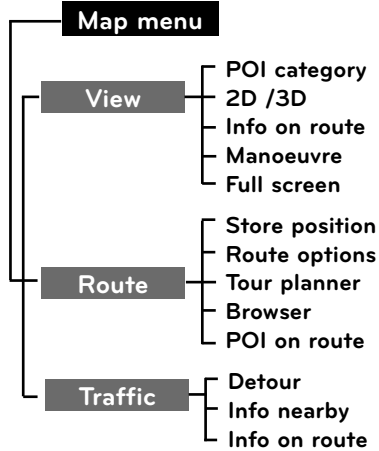 Map menu
View
POI category
2D /3D
Info on route
Manoeuvre
Full screen
Route
Store position
Route options
Tour planner
Browser
POI on route
Traffic
Detour
Info nearby
Info on route